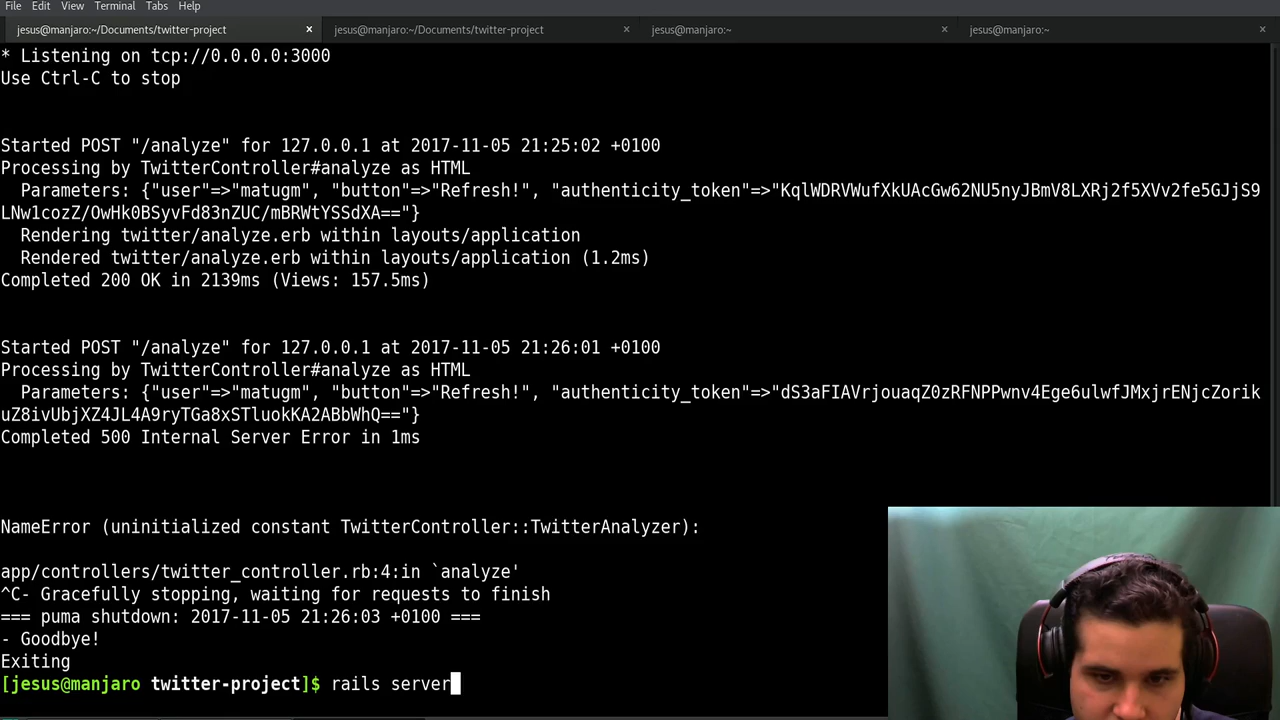 File Edit View Terminal Tabs Help
jesus@manjaro:~/Documents/twitter-project × jesus@manjaro:~/Documents/twitter-project × jesus@manjaro:~ × jesus@manjaro:~ ×
* Listening on tcp://0.0.0.0:3000
Use Ctrl-C to stop
Started POST "/analyze" for 127.0.0.1 at 2017-11-05 21:25:02 +0100
Processing by TwitterController#analyze as HTML
Parameters: {"user"=>"matugm", "button"=>"Refresh!", "authenticity_token"=>"KqlWDRVWufXkUAcGw62NU5nyJBmV8LXRj2f5XVv2fe5GJjS9
LNw1cozZ/OwHk0BSyvFd83nZUC/mBRWtYSSdXA=="}
Rendering twitter/analyze.erb within layouts/application
Rendered twitter/analyze.erb within layouts/application (1.2ms)
Completed 200 OK in 2139ms (Views: 157.5ms)
Started POST "/analyze" for 127.0.0.1 at 2017-11-05 21:26:01 +0100
Processing by TwitterController#analyze as HTML
Parameters: {"user"=>"matugm", "button"=>"Refresh!", "authenticity_token"=>"dS3aFIAVrjouaqZ0zRFNPPwnv4Ege6ulwfJMxjrENjcZorik
uZ8ivUbjXZ4JL4A9ryTGa8xSTluokKA2ABbWhQ=="}
Completed 500 Internal Server Error in 1ms
NameError (uninitialized constant TwitterController::TwitterAnalyzer):
app/controllers/twitter_controller.rb:4:in `analyze'
^C- Gracefully stopping, waiting for requests to finish
=== puma shutdown: 2017-11-05 21:26:03 +0100 ===
- Goodbye!
Exiting
[jesus@manjaro twitter-project]$ rails server